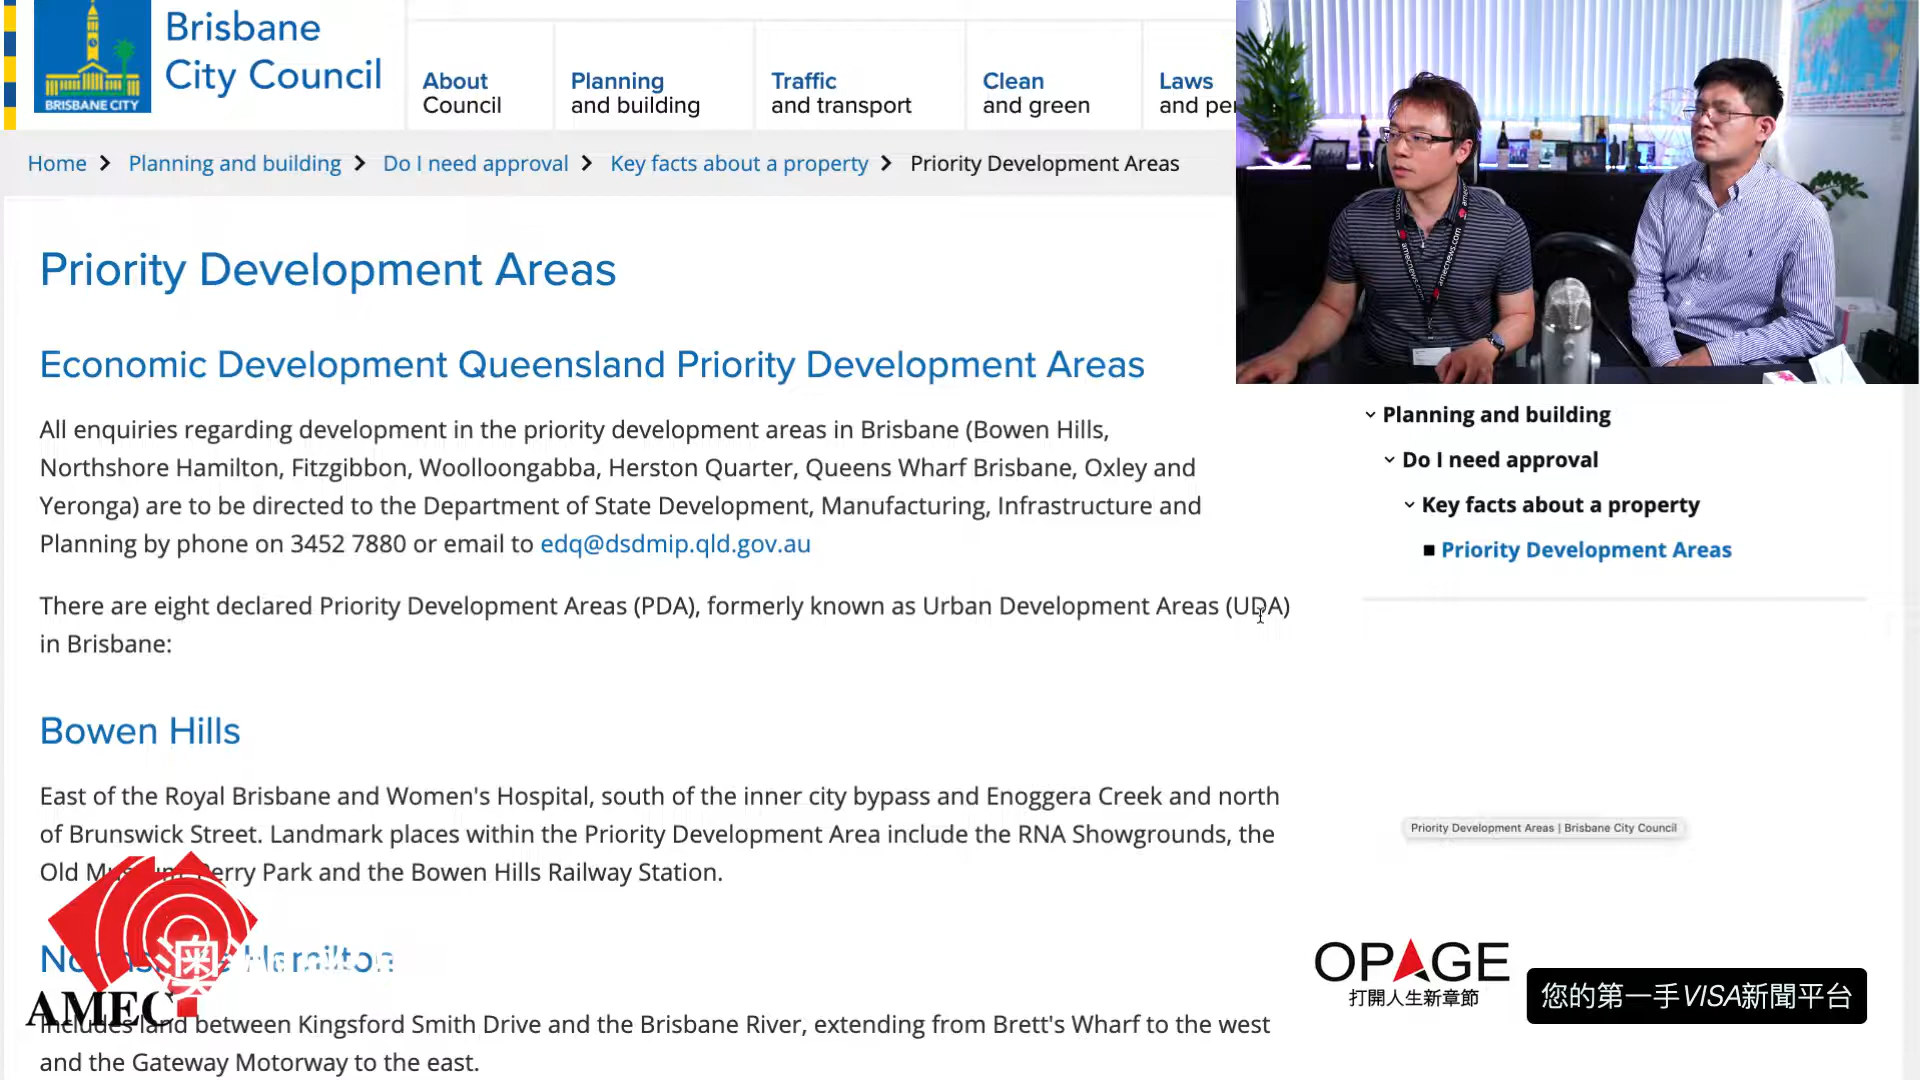 Brisbane
City Council
BRISBANE CITY
About
Council
Planning
and building
Traffic
and transport
Clean
and green
Laws
and pe
Home > Planning and building > Do I need approval > Key facts about a property > Priority Development Areas
Priority Development Areas
Economic Development Queensland Priority Development Areas
All enquiries regarding development in the priority development areas in Brisbane (Bowen Hills,
Northshore Hamilton, Fitzgibbon, Woolloongabba, Herston Quarter, Queens Wharf Brisbane, Oxley and
Yeronga) are to be directed to the Department of State Development, Manufacturing, Infrastructure and
Planning by phone on 3452 7880 or email to edq@dsdmip.qld.gov.au
There are eight declared Priority Development Areas (PDA), formerly known as Urban Development Areas (UDA)
in Brisbane:
Bowen Hills
East of the Royal Brisbane and Women's Hospital, south of the inner city bypass and Enoggera Creek and north
of Brunswick Street. Landmark places within the Priority Development Area include the RNA Showgrounds, the
Old Perry Park and the Bowen Hills Railway Station.
Hamilton
Includes land between Kingsford Smith Drive and the Brisbane River, extending from Brett's Wharf to the west
and the Gateway Motorway to the east.
Planning and building
Do I need approval
Key facts about a property
Priority Development Areas
Priority Development Areas | Brisbane City Council
amecnews.com
amecnews.com
澳
AMEC
OPAGE
打開人生新章節
您的第一手VISA新聞平台